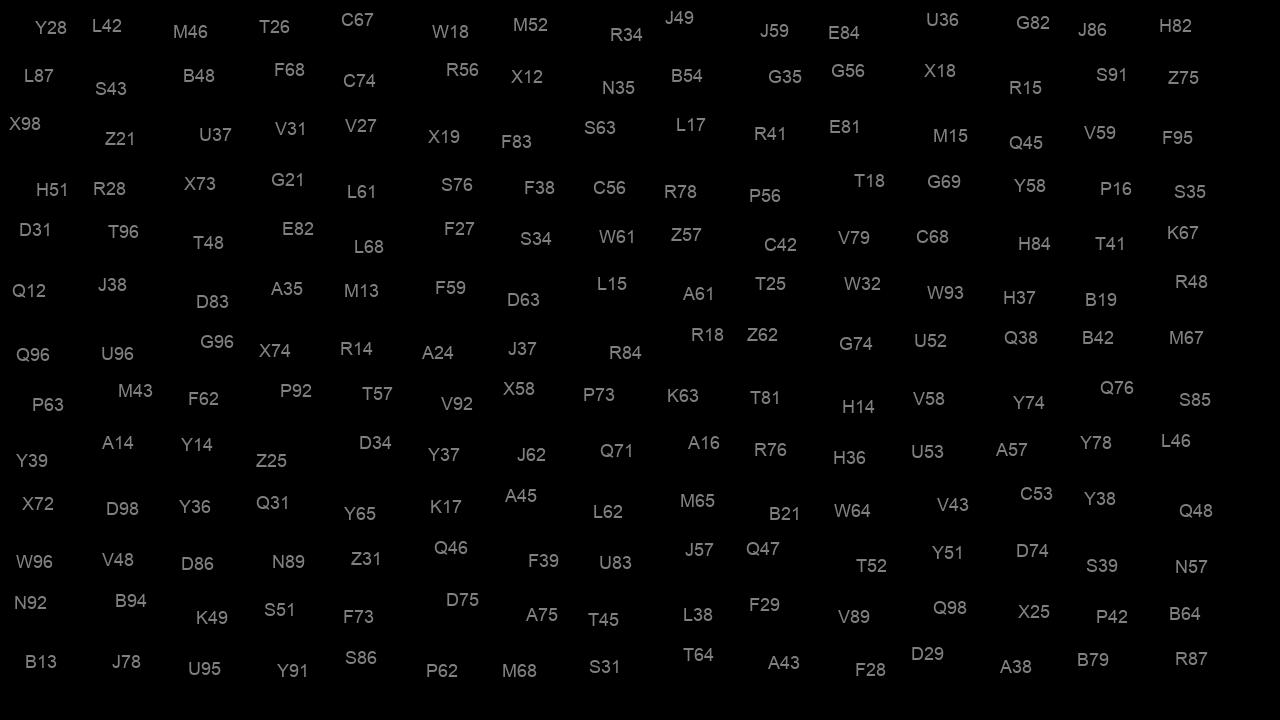 Y28 L42 M46 T26 C67 W18 M52 R34 J49 J59 E84 U36 G82 J86 H82
L87 S43 B48 F68 C74 R56 X12 N35 B54 G35 G56 X18 R15 S91 Z75
X98 Z21 U37 V31 V27 X19 F83 S63 L17 R41 E81 M15 Q45 V59 F95
H51 R28 X73 G21 L61 S76 F38 C56 R78 P56 T18 G69 Y58 P16 S35
D31 T96 T48 E82 L68 F27 S34 W61 Z57 C42 V79 C68 H84 T41 K67
Q12 J38 D83 A35 M13 F59 D63 L15 A61 T25 W32 W93 H37 B19 R48
Q96 U96 G96 X74 R14 A24 J37 R84 R18 Z62 G74 U52 Q38 B42 M67
P63 M43 F62 P92 T57 V92 X58 P73 K63 T81 H14 V58 Y74 Q76 S85
Y39 A14 Y14 Z25 D34 Y37 J62 Q71 A16 R76 H36 U53 A57 Y78 L46
X72 D98 Y36 Q31 Y65 K17 A45 L62 M65 B21 W64 V43 C53 Y38 Q48
W96 V48 D86 N89 Z31 Q46 F39 U83 J57 Q47 T52 Y51 D74 S39 N57
N92 B94 K49 S51 F73 D75 A75 T45 L38 F29 V89 Q98 X25 P42 B64
B13 J78 U95 Y91 S86 P62 M68 S31 T64 A43 F28 D29 A38 B79 R87